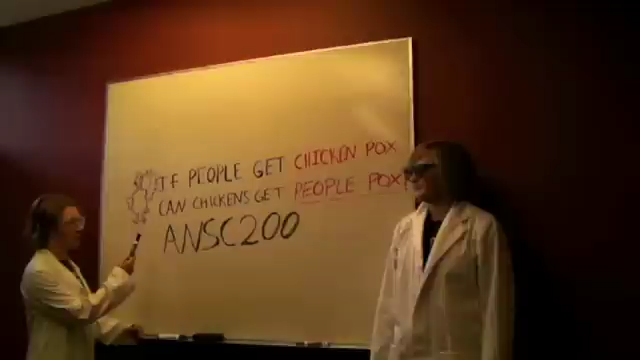 IF PEOPLE GET CHICKEN POX
CAN CHICKENS GET PEOPLE POX?
ANSC200